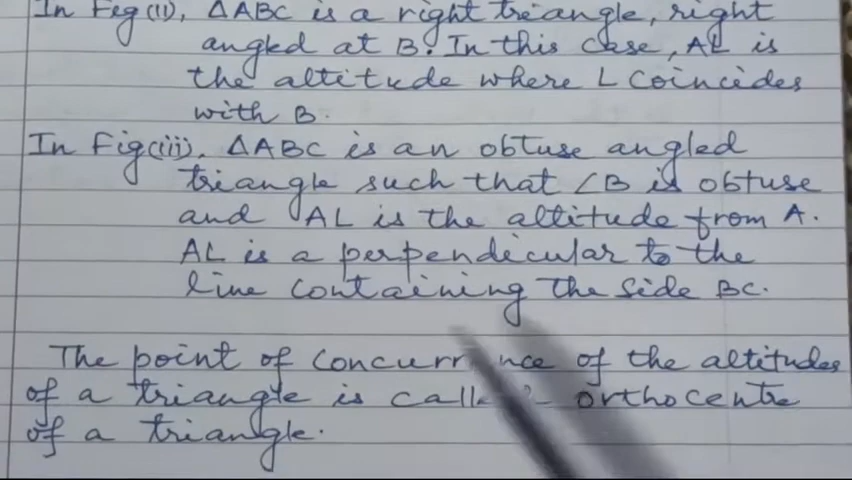 In Fig(ii), △ABC is a right triangle, right
angled at B. In this case, AL is
the altitude where L coincides
with B.
In Fig(iii), △ABC is an obtuse angled
triangle such that ∠B is obtuse
and AL is the altitude from A.
AL is a perpendicular to the
line containing the side BC.
The point of concurrence of the altitudes
of a triangle is orthocentre
of a triangle.